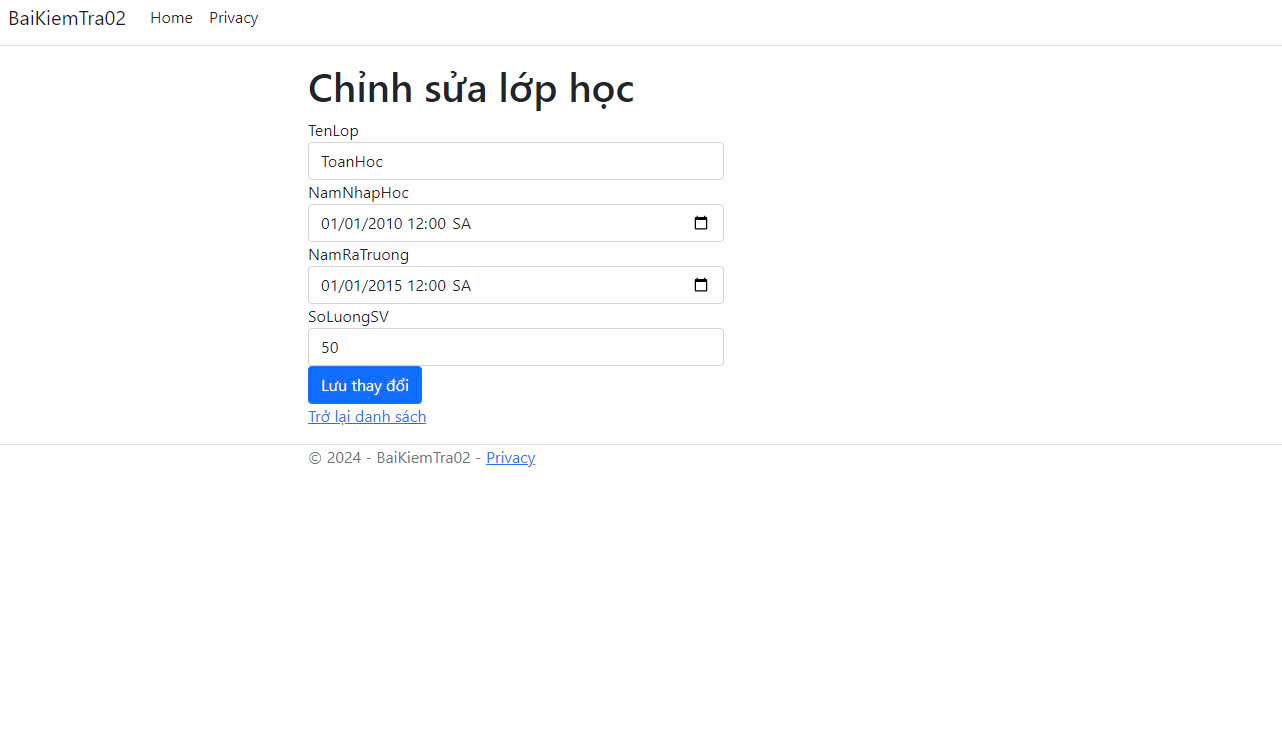 BaiKiemTra02 Home Privacy
Chỉnh sửa lớp học
TenLop
ToanHoc
NamNhapHoc
01/01/2010 12:00 SA
NamRaTruong
01/01/2015 12:00 SA
SoLuongSV
50
Lưu thay đổi
Trở lại danh sách
© 2024 - BaiKiemTra02 - Privacy